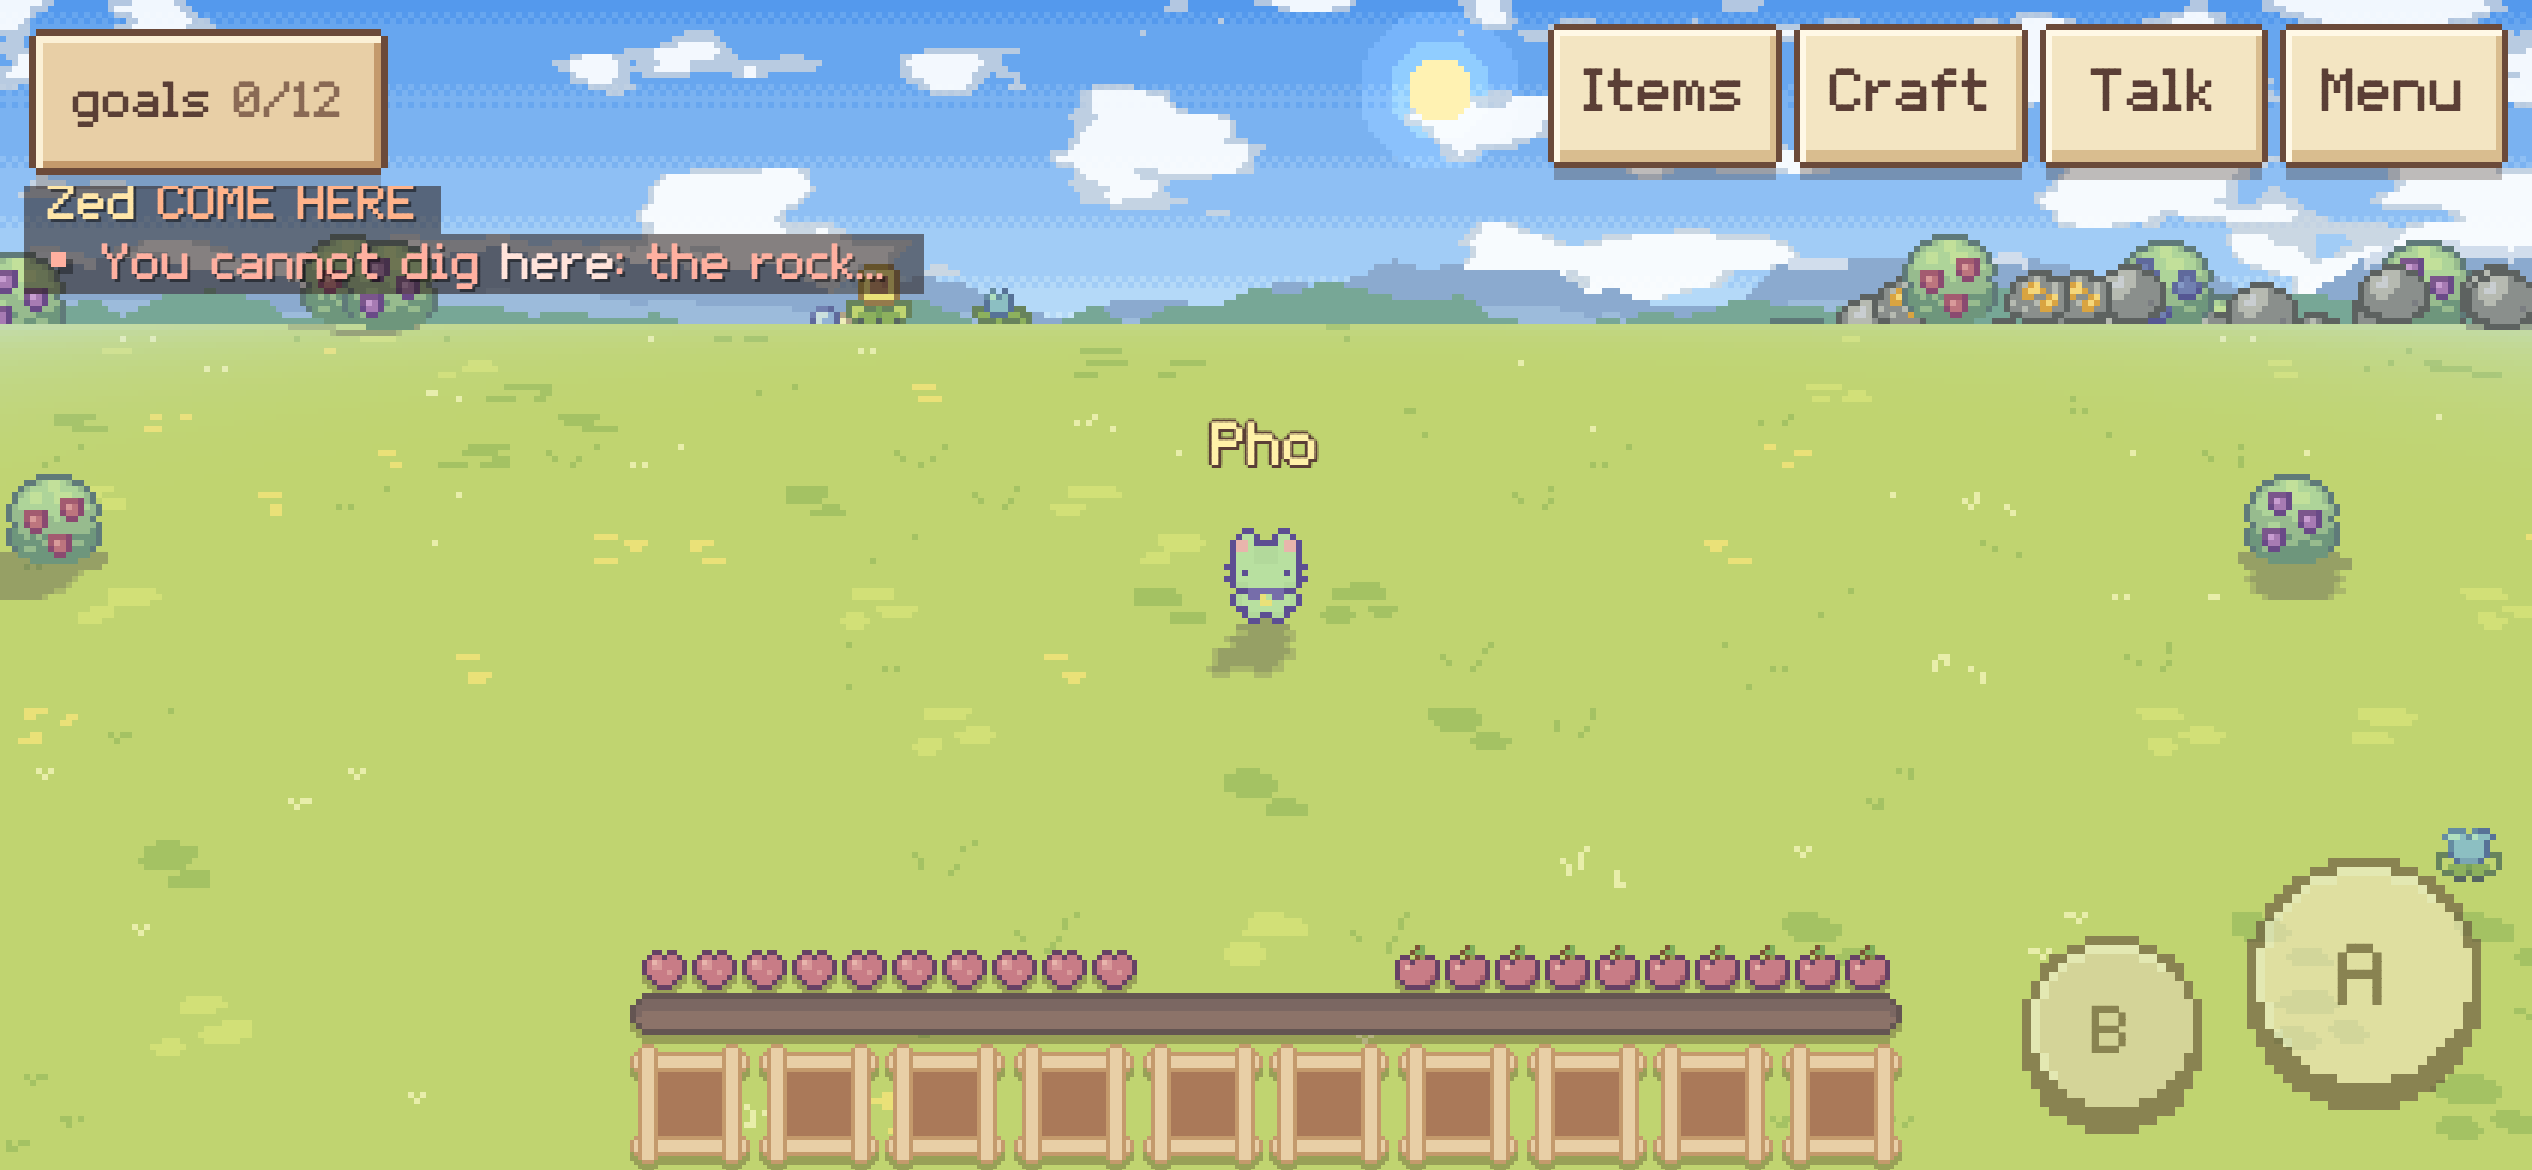 goals 0/12
Items
Craft
Talk
Menu
Zed COME HERE
• You cannot dig here: the rock…
Pho
B
A